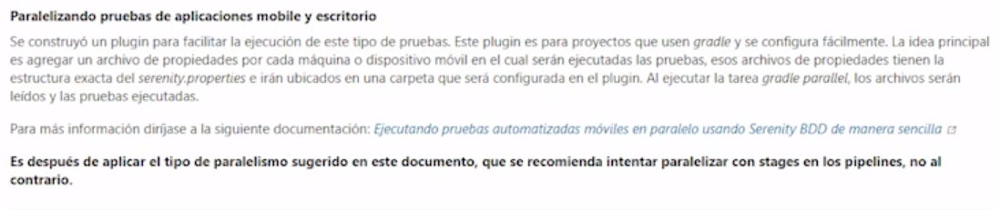 Paralelizando pruebas de aplicaciones mobile y escritorio
Se construyó un plugin para facilitar la ejecución de este tipo de pruebas. Este plugin es para proyectos que usen gradle y se configura fácilmente. La idea principal
es agregar un archivo de propiedades por cada máquina o dispositivo móvil en el cual serán ejecutadas las pruebas, esos archivos de propiedades tienen la
estructura exacta del serenity.properties e irán ubicados en una carpeta que será configurada en el plugin. Al ejecutar la tarea gradle parallel, los archivos serán
leídos y las pruebas ejecutadas.
Para más información diríjase a la siguiente documentación: Ejecutando pruebas automatizadas móviles en paralelo usando Serenity BDD de manera sencilla
Es después de aplicar el tipo de paralelismo sugerido en este documento, que se recomienda intentar paralelizar con stages en los pipelines, no al
contrario.